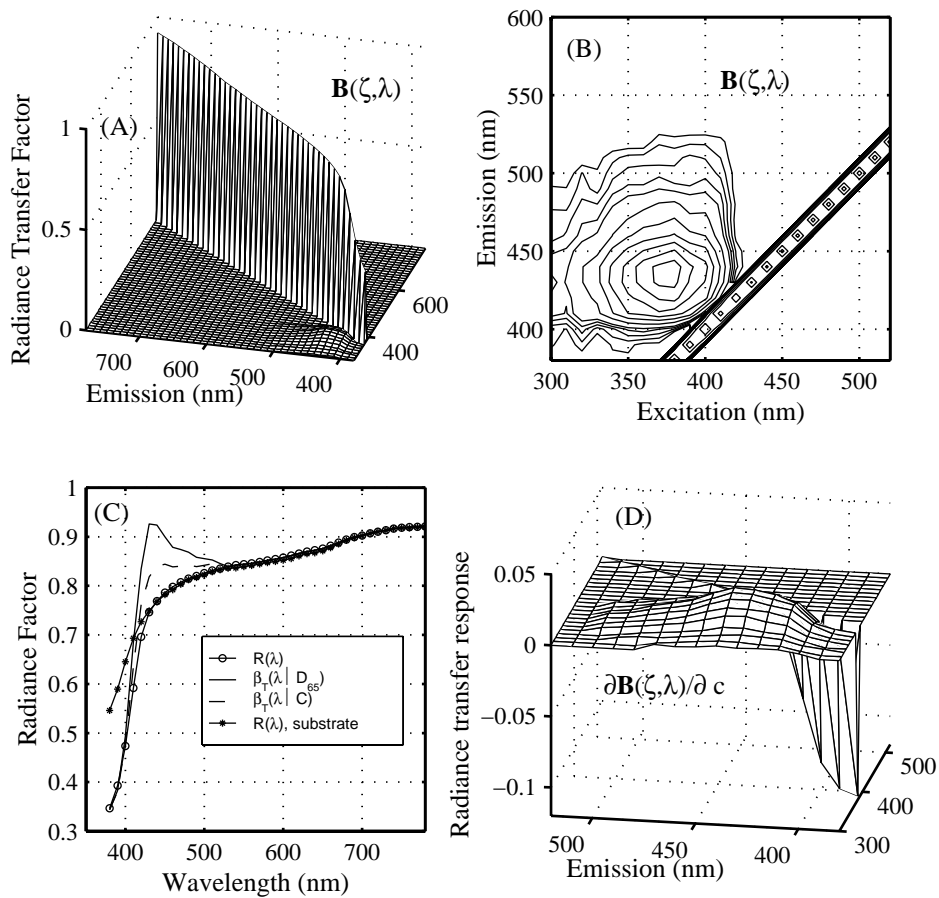 (A)
B(ζ,λ)
Radiance Transfer Factor
1
0.5
0
700
600
500
400
Emission (nm)
400
600
(B)
B(ζ,λ)
Emission (nm)
600
550
500
450
400
300
350
400
450
500
Excitation (nm)
(C)
Radiance Factor
1
0.9
0.8
0.7
0.6
0.5
0.4
0.3
R(λ)
β_T(λ | D_65)
β_T(λ | C)
R(λ), substrate
400
500
600
700
Wavelength (nm)
(D)
Radiance transfer response
0.05
0
−0.05
−0.1
∂B(ζ,λ)/∂ c
500
450
400
Emission (nm)
300
400
500